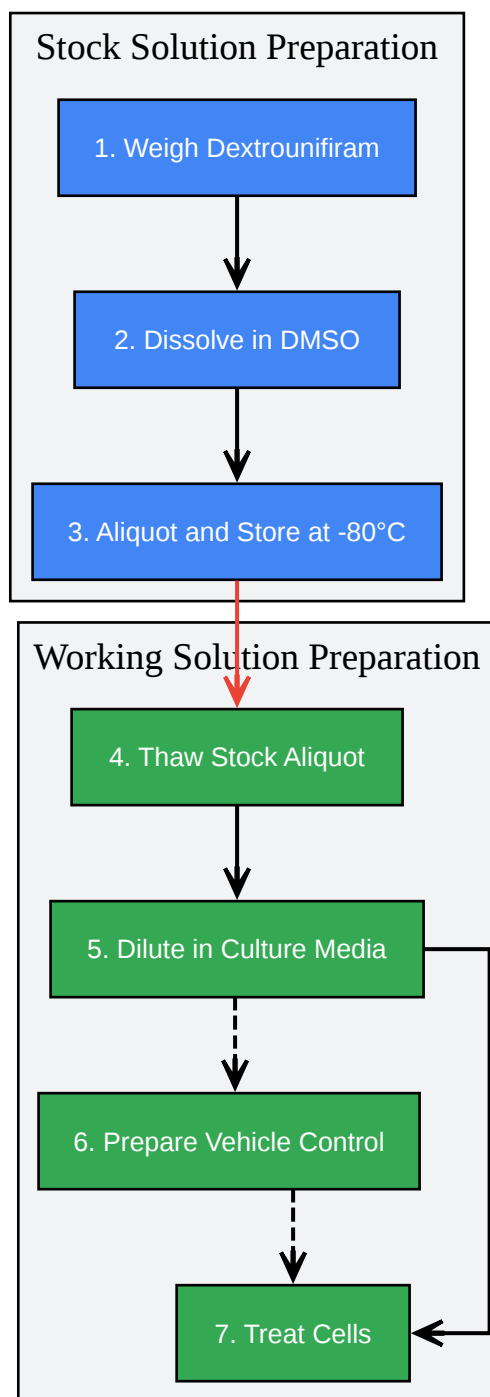 Stock Solution Preparation
1. Weigh Dextrounifiram
2. Dissolve in DMSO
3. Aliquot and Store at -80°C
Working Solution Preparation
4. Thaw Stock Aliquot
5. Dilute in Culture Media
6. Prepare Vehicle Control
7. Treat Cells